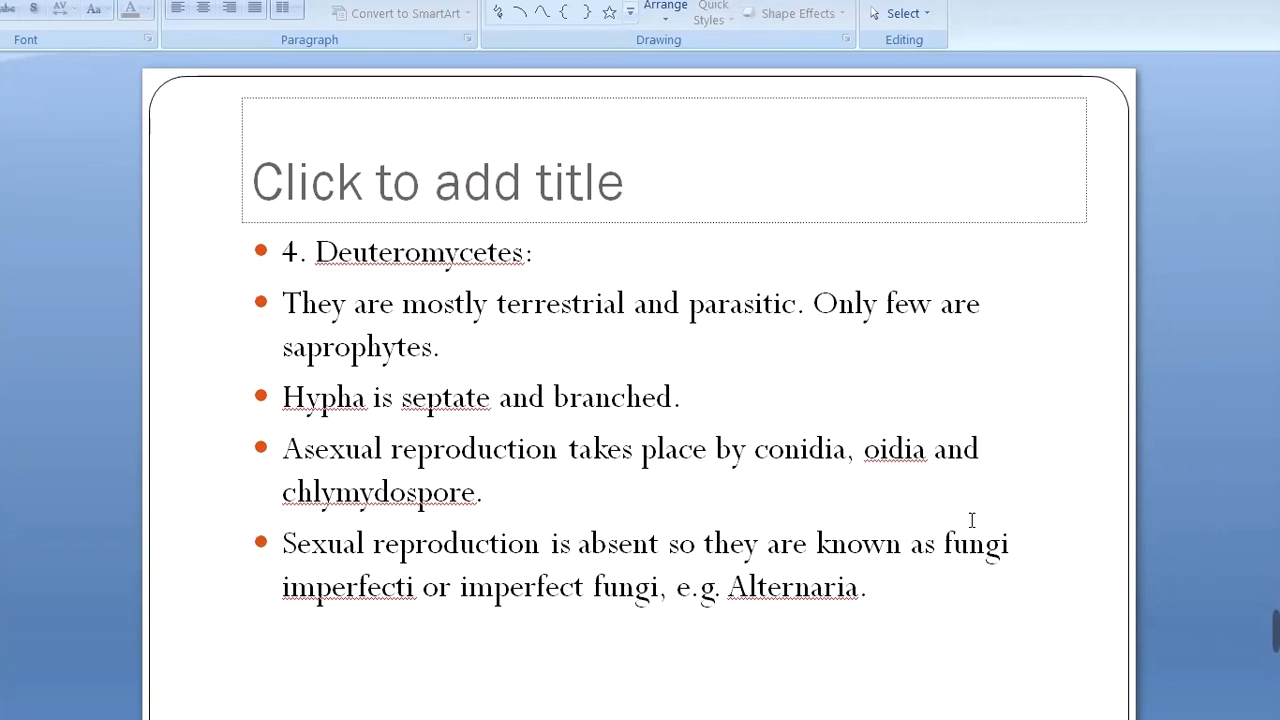 abc S AV Aa A Convert to SmartArt Arrange Quick Styles Shape Effects Select
Font Paragraph Drawing Editing
Click to add title
4. Deuteromycetes:
They are mostly terrestrial and parasitic. Only few are
saprophytes.
Hypha is septate and branched.
Asexual reproduction takes place by conidia, oidia and
chlymydospore.
Sexual reproduction is absent so they are known as fungi
imperfecti or imperfect fungi, e.g. Alternaria.